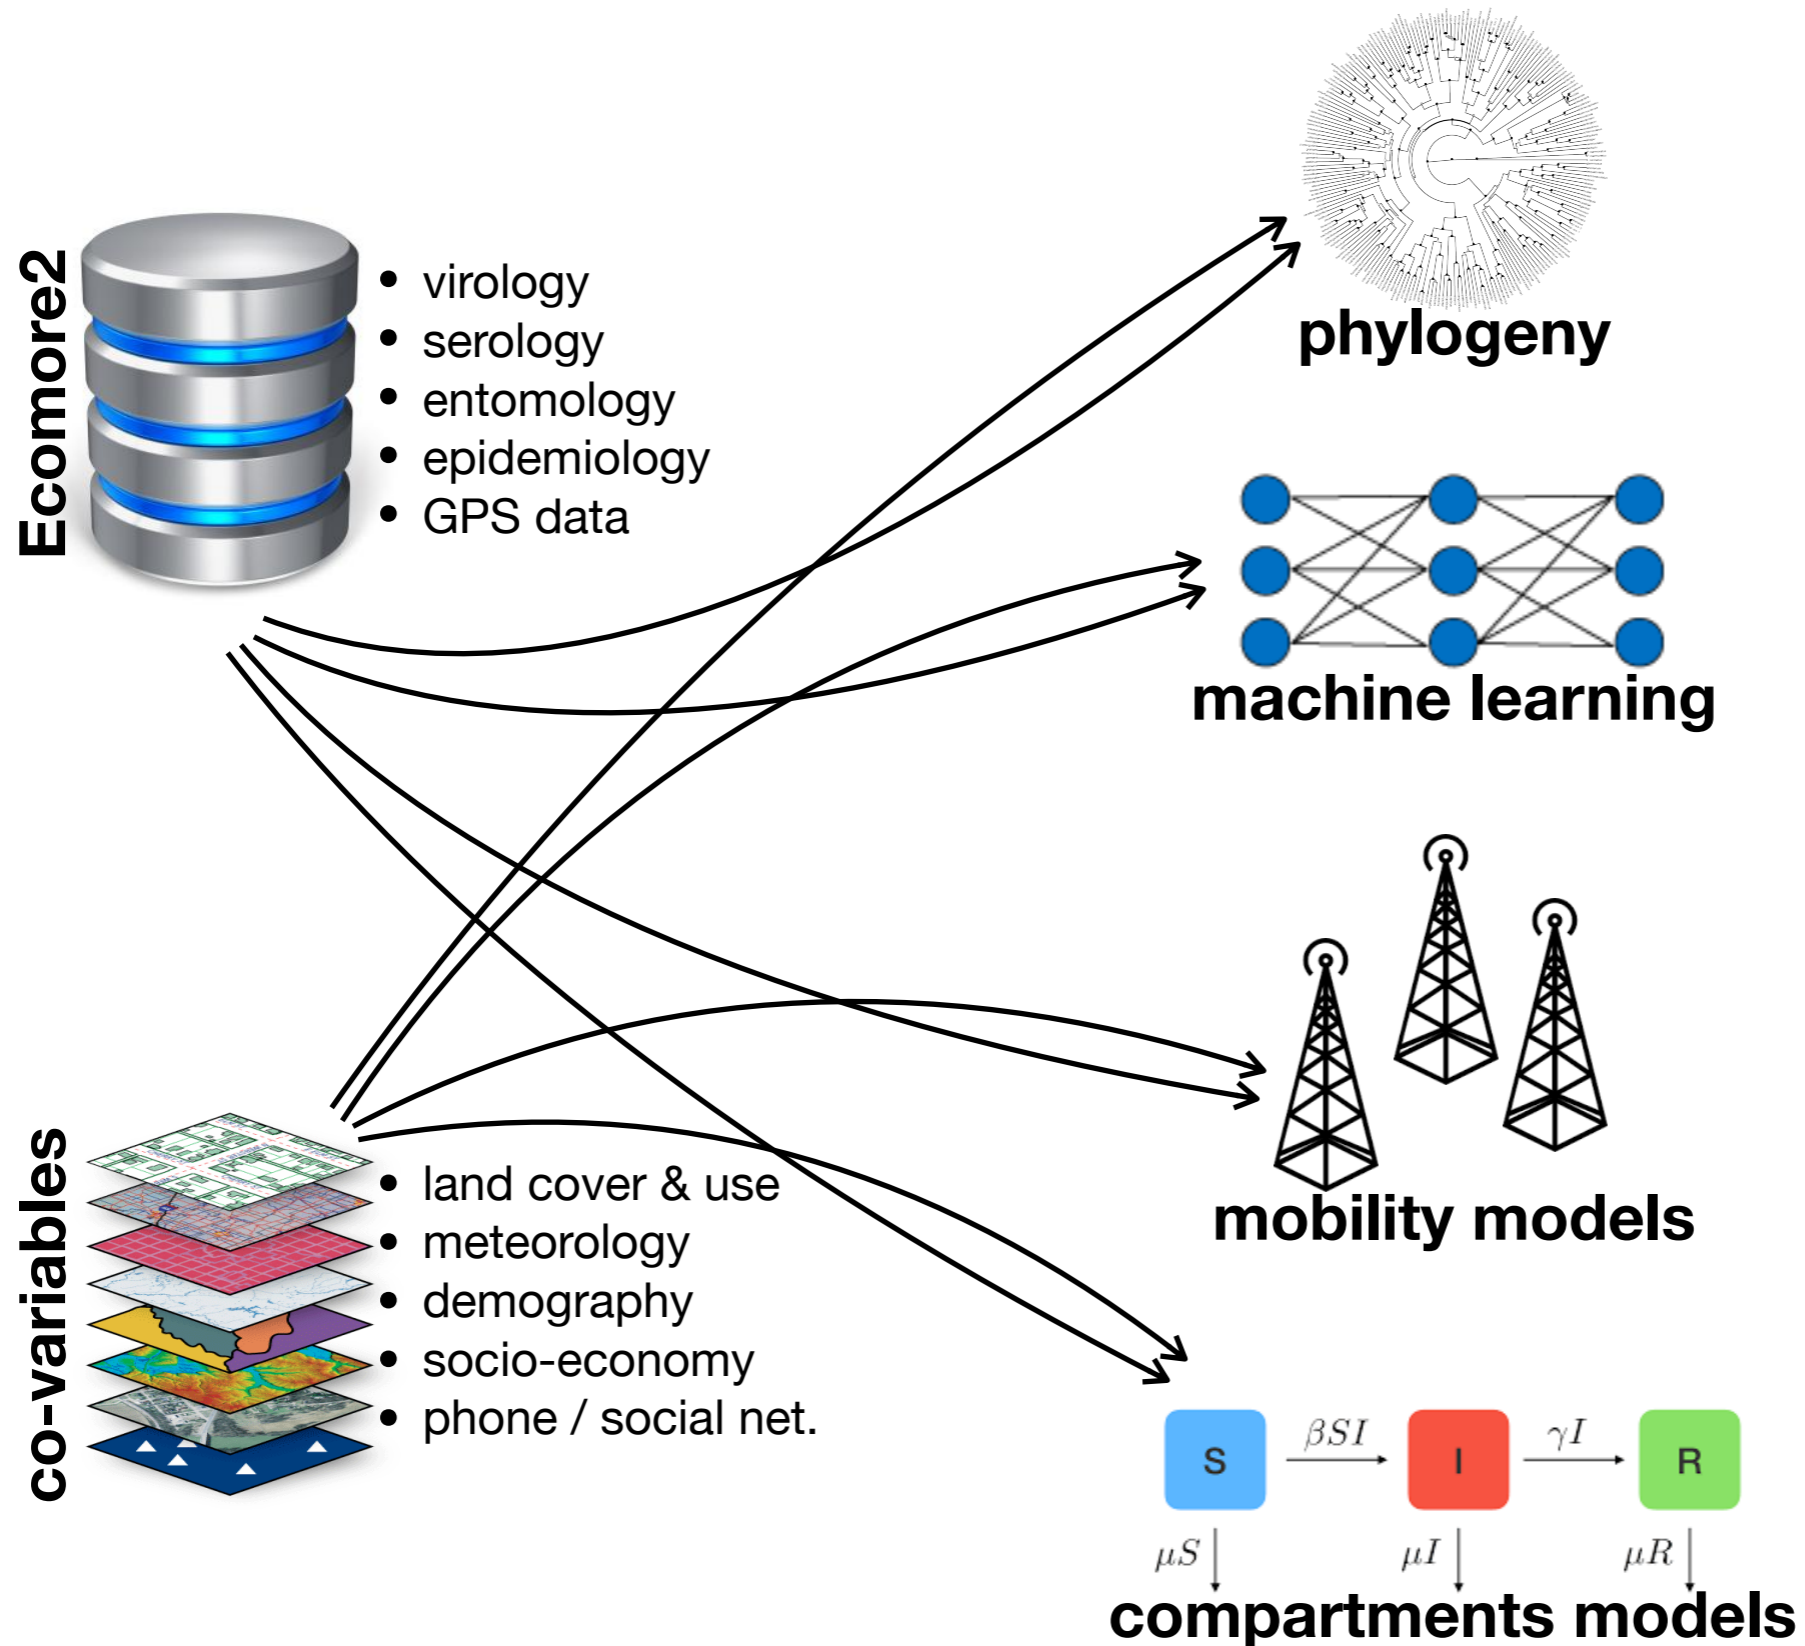 Ecomore2
• virology
• serology
• entomology
• epidemiology
• GPS data
co-variables
• land cover & use
• meteorology
• demography
• socio-economy
• phone / social net.
phylogeny
machine learning
mobility models
S βSI I γI R
μS μI μR
compartments models